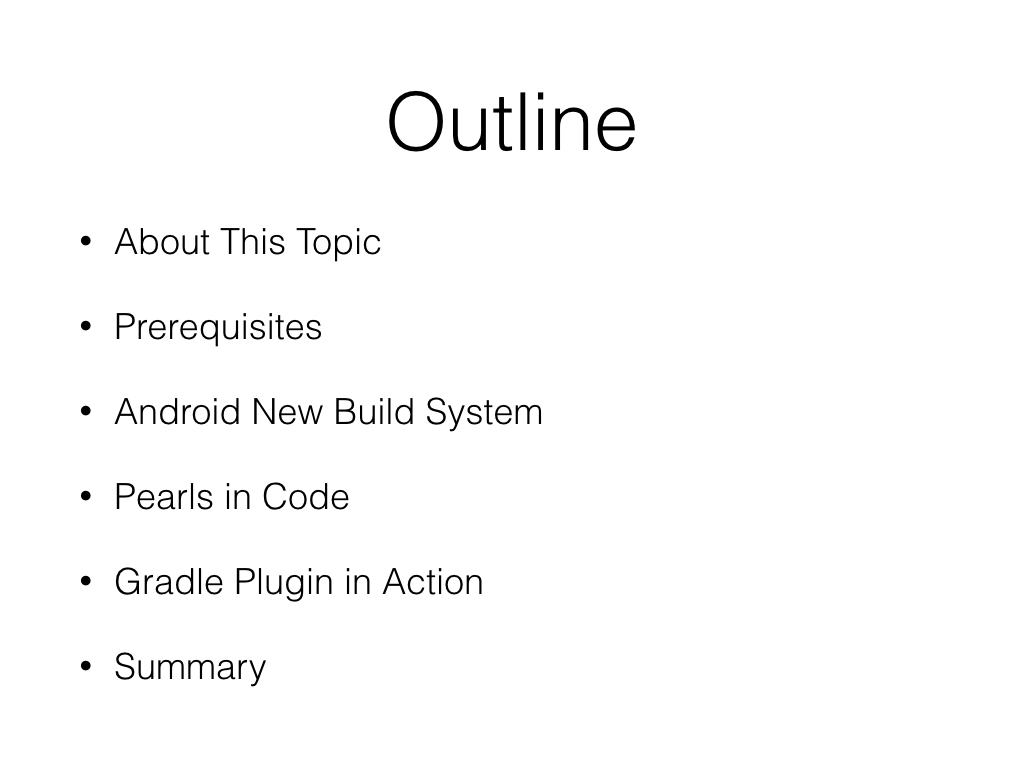 Outline
• About This Topic
• Prerequisites
• Android New Build System
• Pearls in Code
• Gradle Plugin in Action
• Summary